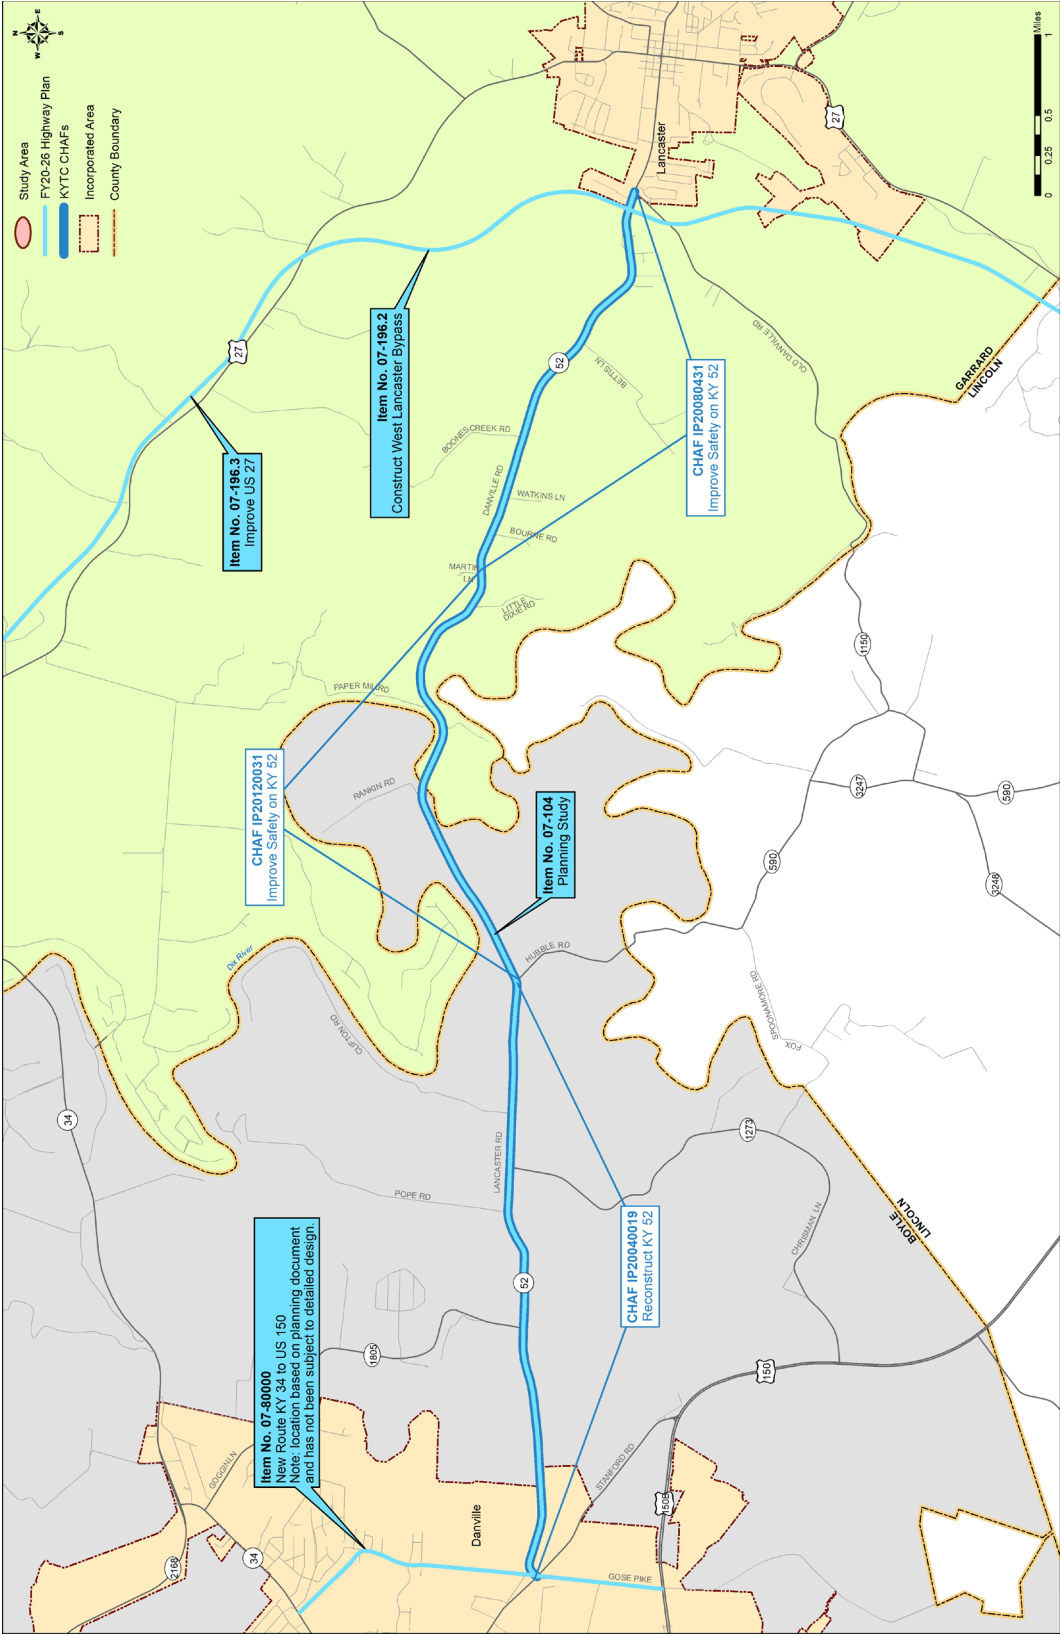 N
E
S
W
Study Area
FY20-26 Highway Plan
KYTC CHAFs
Incorporated Area
County Boundary
0
0.25
0.5
1
Miles
Item No. 07-80000
New Route KY 34 to US 150
Note: location based on planning document
and has not been subject to detailed design.
CHAF IP20120031
Improve Safety on KY 52
Item No. 07-196.3
Improve US 27
Item No. 07-196.2
Construct West Lancaster Bypass
Item No. 07-104
Planning Study
CHAF IP20040019
Reconstruct KY 52
CHAF IP20080431
Improve Safety on KY 52
Danville
Lancaster
GARRARD
LINCOLN
BOYLE
LINCOLN
Dix River
CLIFTON RD
POPE RD
LANCASTER RD
GOGGIN LN
GOSE PIKE
STANFORD RD
CHRISMAN LN
HUBBLE RD
RANKIN RD
PAPER MILL RD
MARTIN
LN
LITTLE
DIXIE RD
BOURNE RD
WATKINS LN
DANVILLE RD
BOONES CREEK RD
BETTIS LN
OLD DANVILLE RD
FOX
SPOONAMORE RD
34
34
2168
1805
52
52
27
27
150
150B
1273
590
590
3247
3248
1150